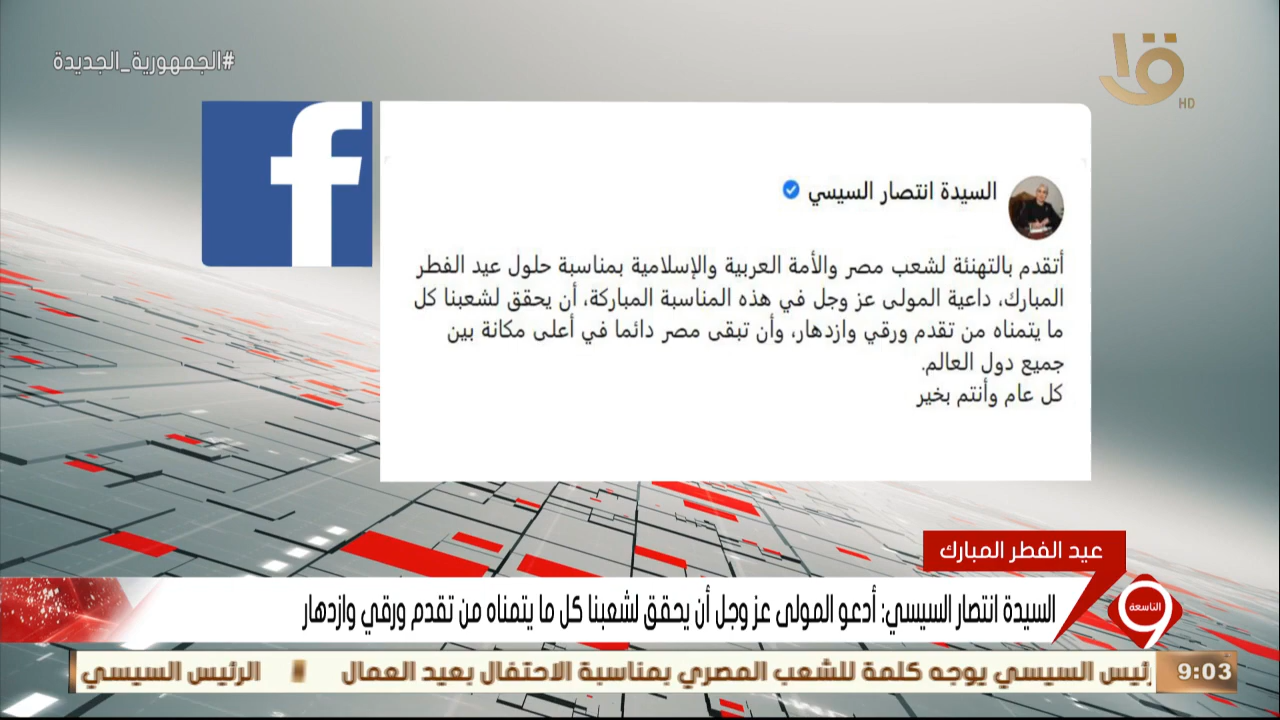 #الجمهورية_الجديدة
HD
السيدة انتصار السيسي
أتقدم بالتهنئة لشعب مصر والأمة العربية والإسلامية بمناسبة حلول عيد الفطر
المبارك، داعية المولى عز وجل في هذه المناسبة المباركة، أن يحقق لشعبنا كل
ما يتمناه من تقدم ورقي وازدهار، وأن تبقى مصر دائما في أعلى مكانة بين
جميع دول العالم.
كل عام وأنتم بخير
عيد الفطر المبارك
التاسعة
السيدة انتصار السيسي: أدعو المولى عز وجل أن يحقق لشعبنا كل ما يتمناه من تقدم ورقي وازدهار
9:03
رئيس السيسي يوجه كلمة للشعب المصري بمناسبة الاحتفال بعيد العمال الرئيس السيسي